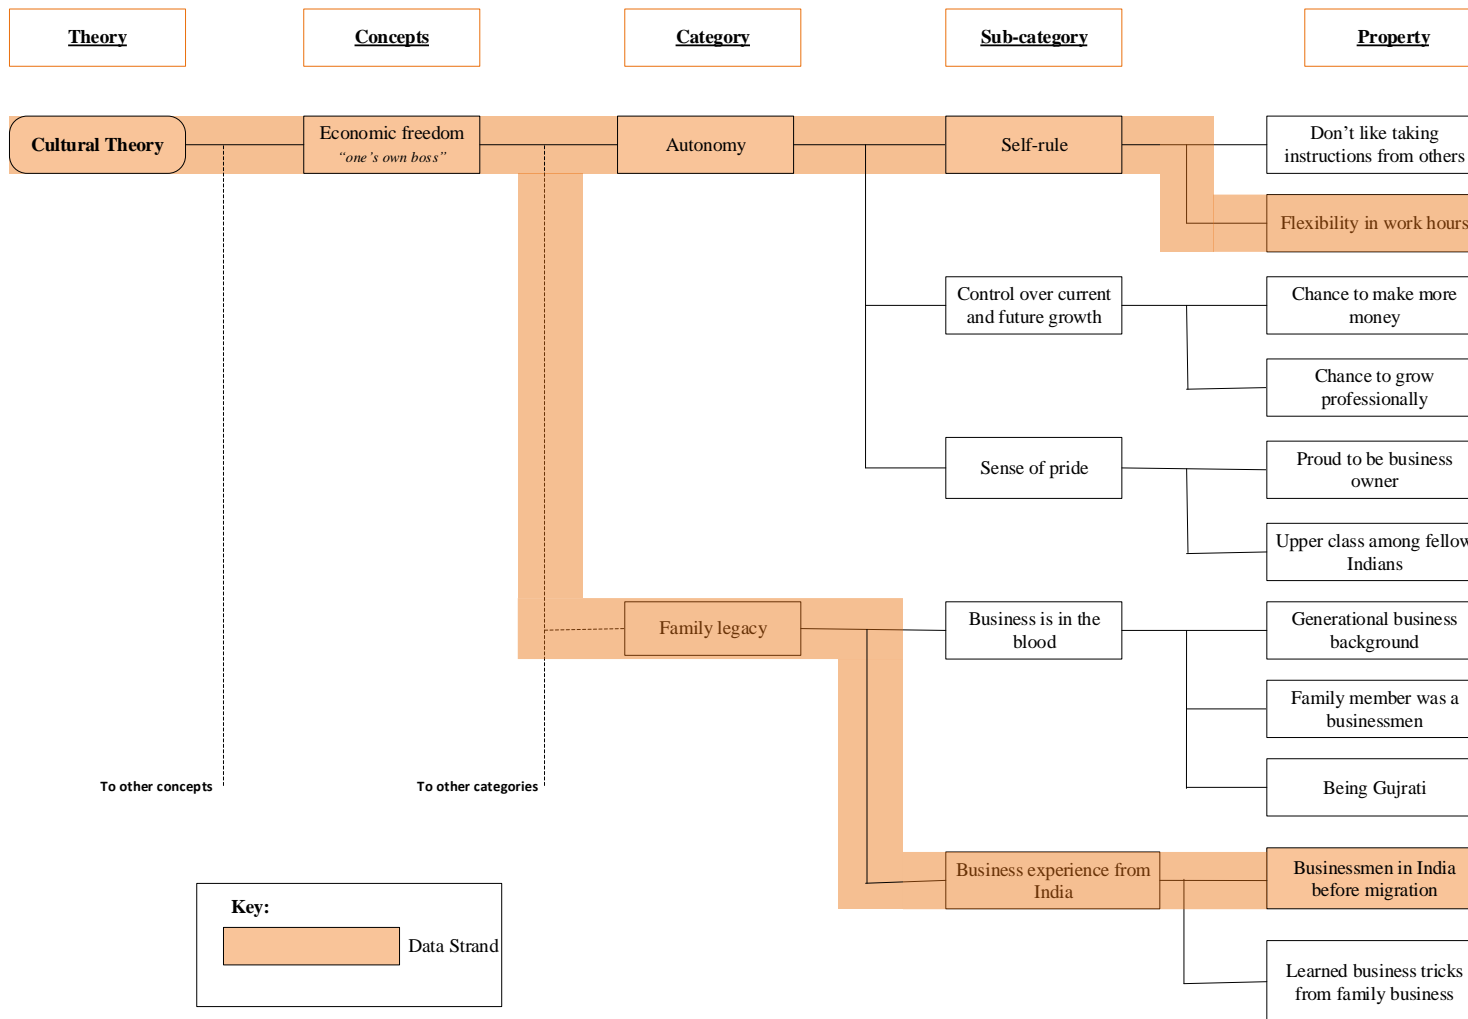 Theory
Concepts
Category
Sub-category
Property
Cultural Theory
Economic freedom
“one’s own boss”
Autonomy
Self-rule
Don’t like taking
instructions from others
Flexibility in work hours
Control over current
and future growth
Chance to make more
money
Chance to grow
professionally
Sense of pride
Proud to be business
owner
Upper class among fellow
Indians
Family legacy
Business is in the
blood
Generational business
background
Family member was a
businessmen
Being Gujrati
To other concepts
To other categories
Business experience from
India
Businessmen in India
before migration
Learned business tricks
from family business
Key:
Data Strand